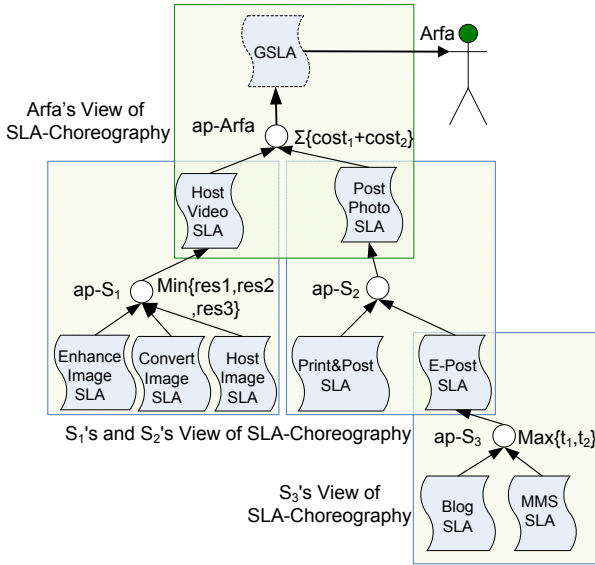 Arfa
GSLA
Arfa's View of
SLA-Choreography
ap-Arfa
Σ{cost₁+cost₂}
Host
Video
SLA
Post
Photo
SLA
ap-S₁
Min{res1,res2
,res3}
ap-S₂
Enhance
Image
SLA
Convert
Image
SLA
Host
Image
SLA
Print&Post
SLA
E-Post
SLA
S₁'s and S₂'s View of SLA-Choreography
ap-S₃
Max{t₁,t₂}
S₃'s View of
SLA-Choreography
Blog
SLA
MMS
SLA